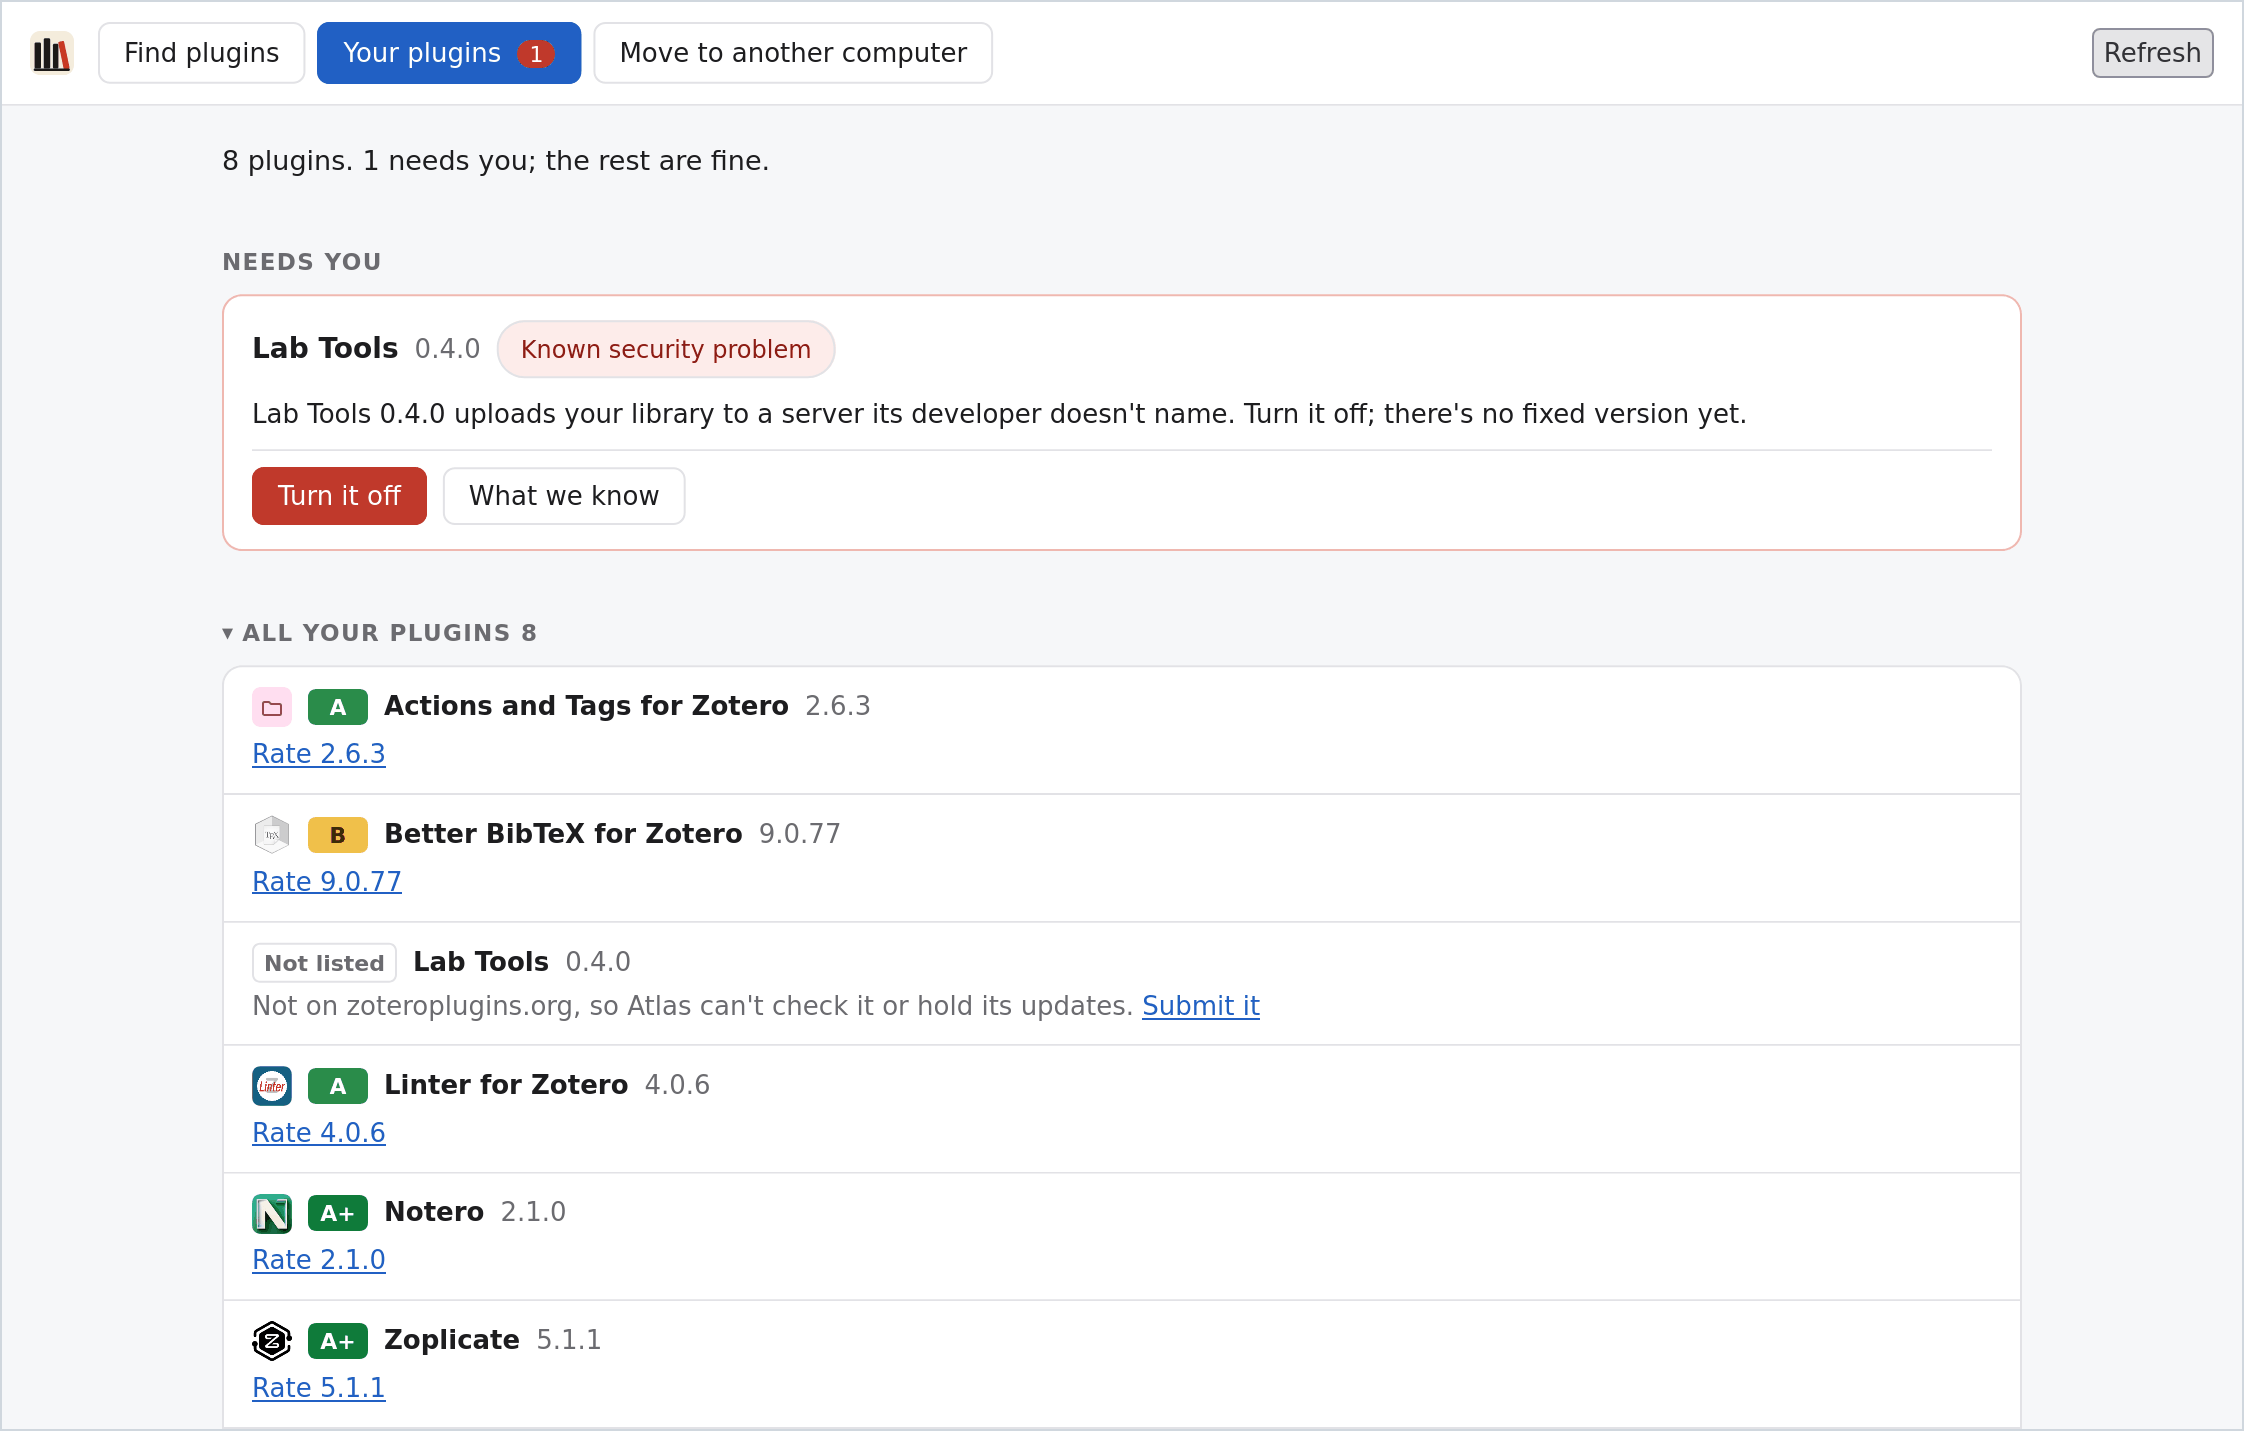 Find plugins
Your plugins 1
Move to another computer
Refresh
8 plugins. 1 needs you; the rest are fine.
NEEDS YOU
Lab Tools 0.4.0 Known security problem
Lab Tools 0.4.0 uploads your library to a server its developer doesn't name. Turn it off; there's no fixed version yet.
Turn it off
What we know
▾ ALL YOUR PLUGINS 8
A Actions and Tags for Zotero 2.6.3
Rate 2.6.3
TEX B Better BibTeX for Zotero 9.0.77
Rate 9.0.77
Not listed Lab Tools 0.4.0
Not on zoteroplugins.org, so Atlas can't check it or hold its updates. Submit it
Linter A Linter for Zotero 4.0.6
Rate 4.0.6
N A+ Notero 2.1.0
Rate 2.1.0
Z A+ Zoplicate 5.1.1
Rate 5.1.1